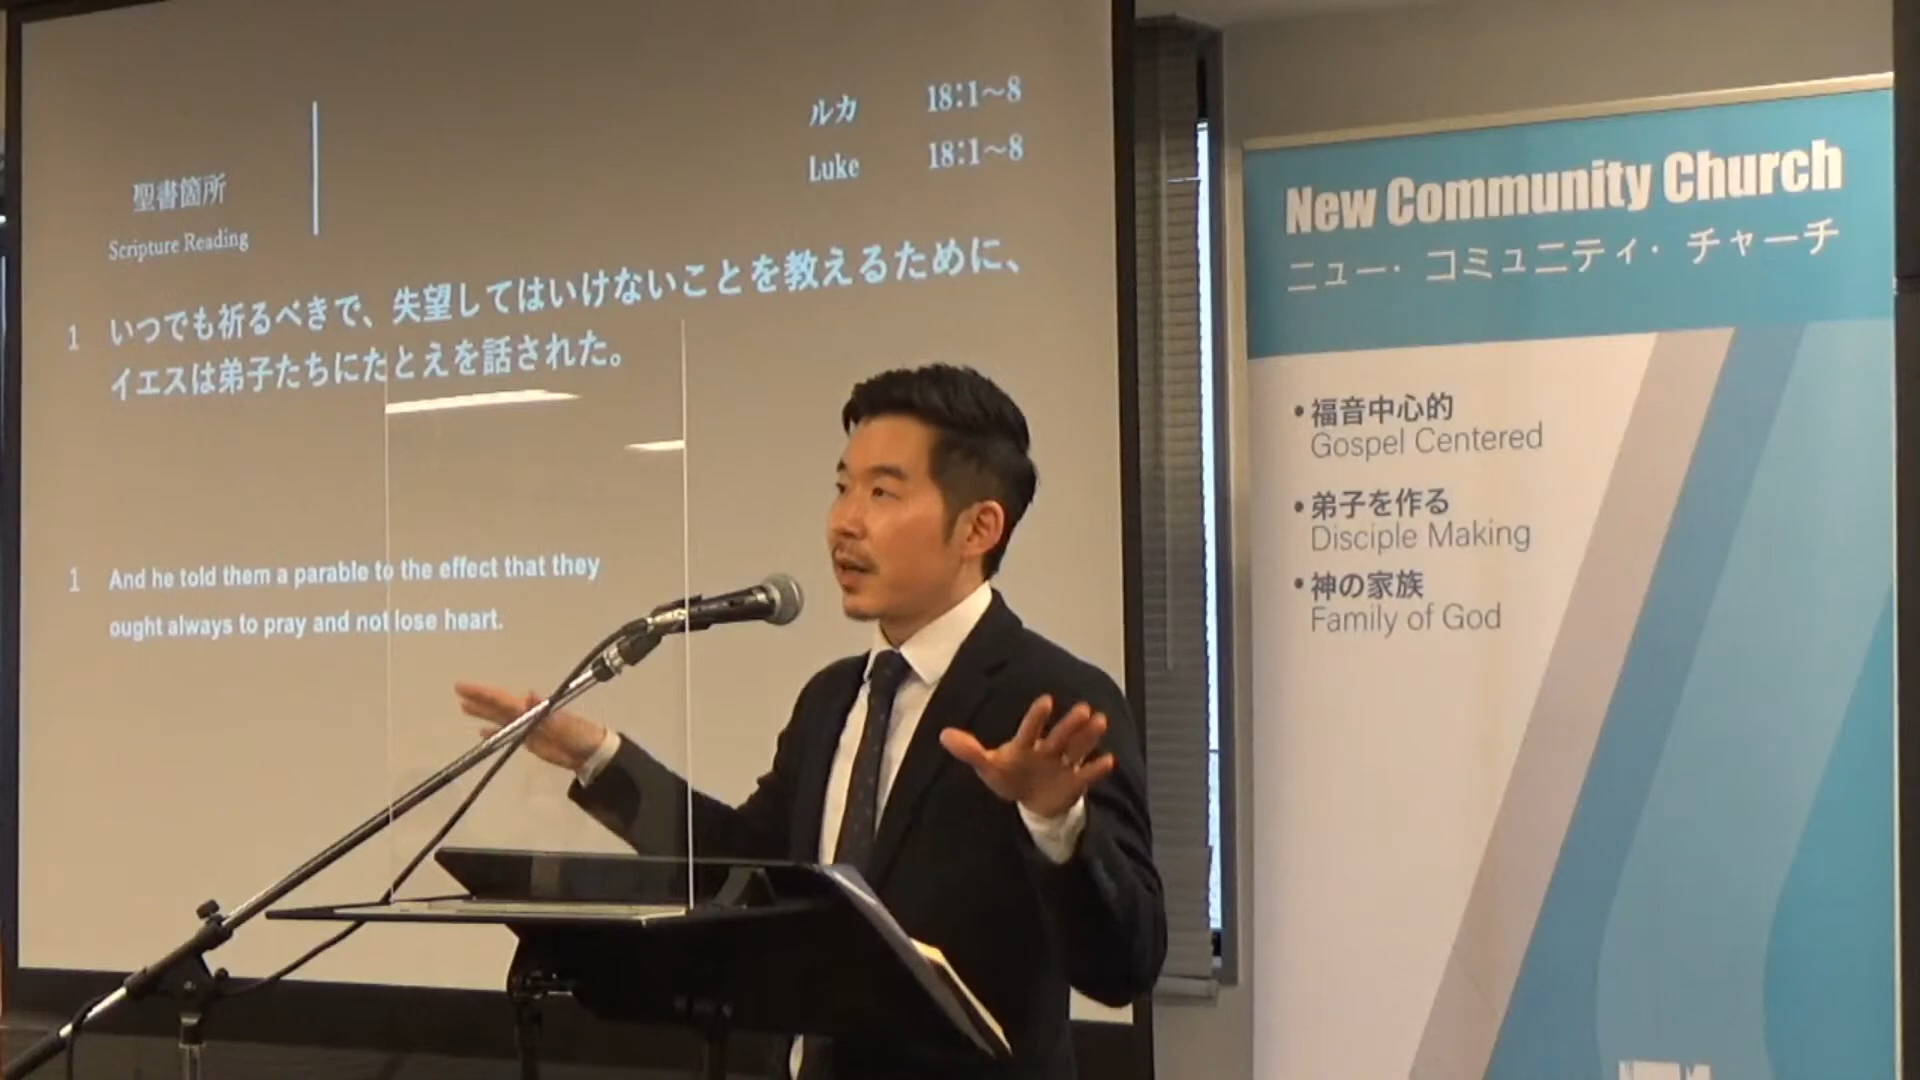 聖書箇所
Scripture Reading
ルカ 18:1〜8
Luke 18:1〜8
1 いつでも祈るべきで、失望してはいけないことを教えるために、
イエスは弟子たちにたとえを話された。
1 And he told them a parable to the effect that they
ought always to pray and not lose heart.
New Community Church
ニュー・コミュニティ・チャーチ
•福音中心的
Gospel Centered
•弟子を作る
Disciple Making
•神の家族
Family of God